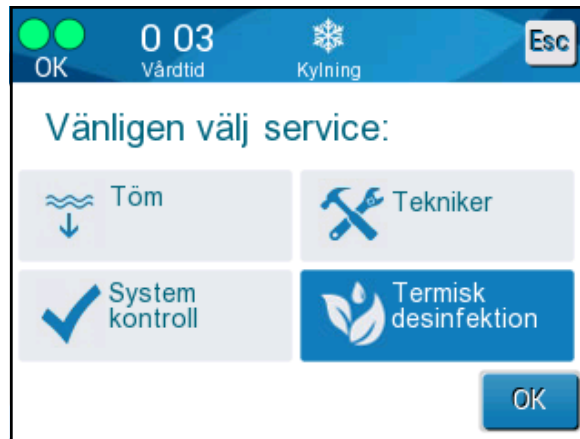 OK
0 03
Vårdtid
Kylning
Esc
Vänligen välj service:
Töm
Tekniker
System
kontroll
Termisk
desinfektion
OK